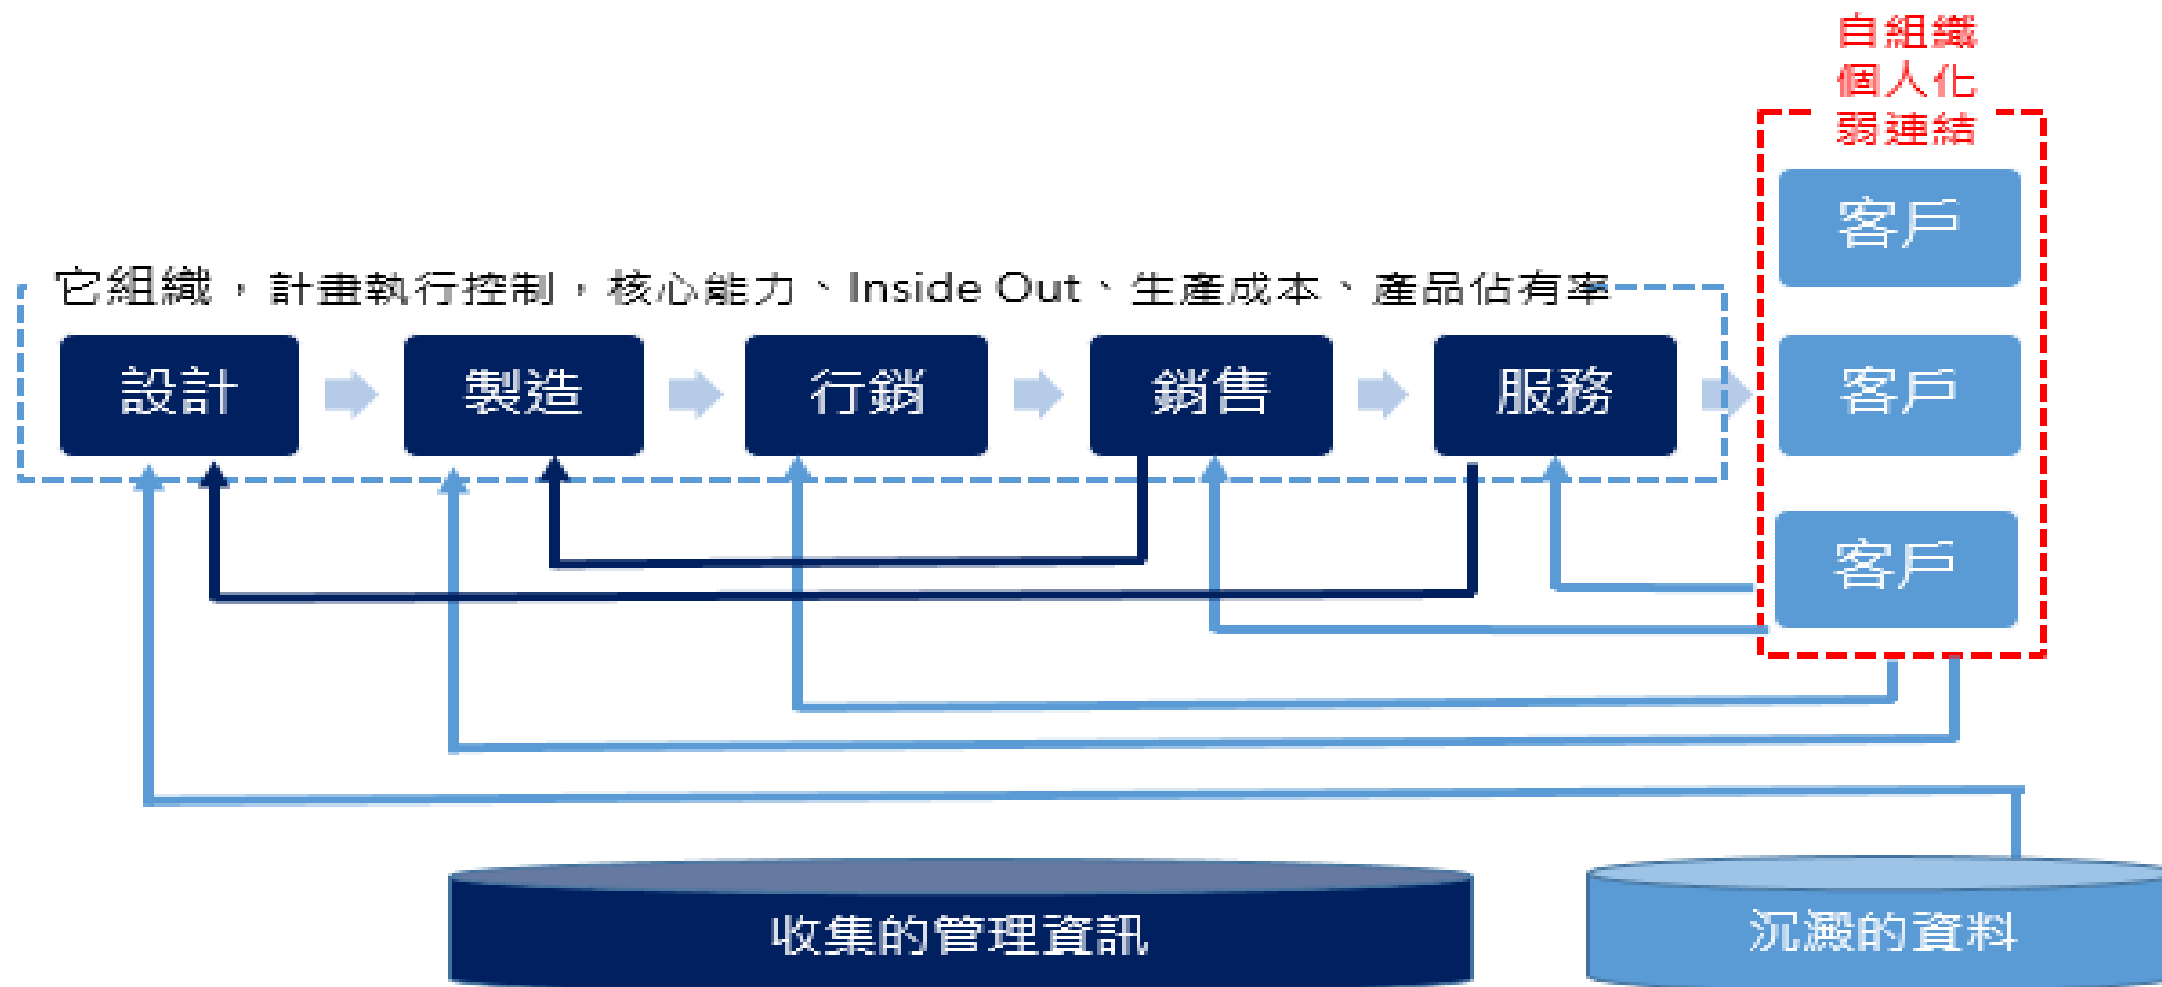 自組織
個人化
弱連結
客戶
它組織，計畫執行控制，核心能力、Inside Out、生產成本、產品佔有率
設計
製造
行銷
銷售
服務
客戶
客戶
收集的管理資訊
沉澱的資料